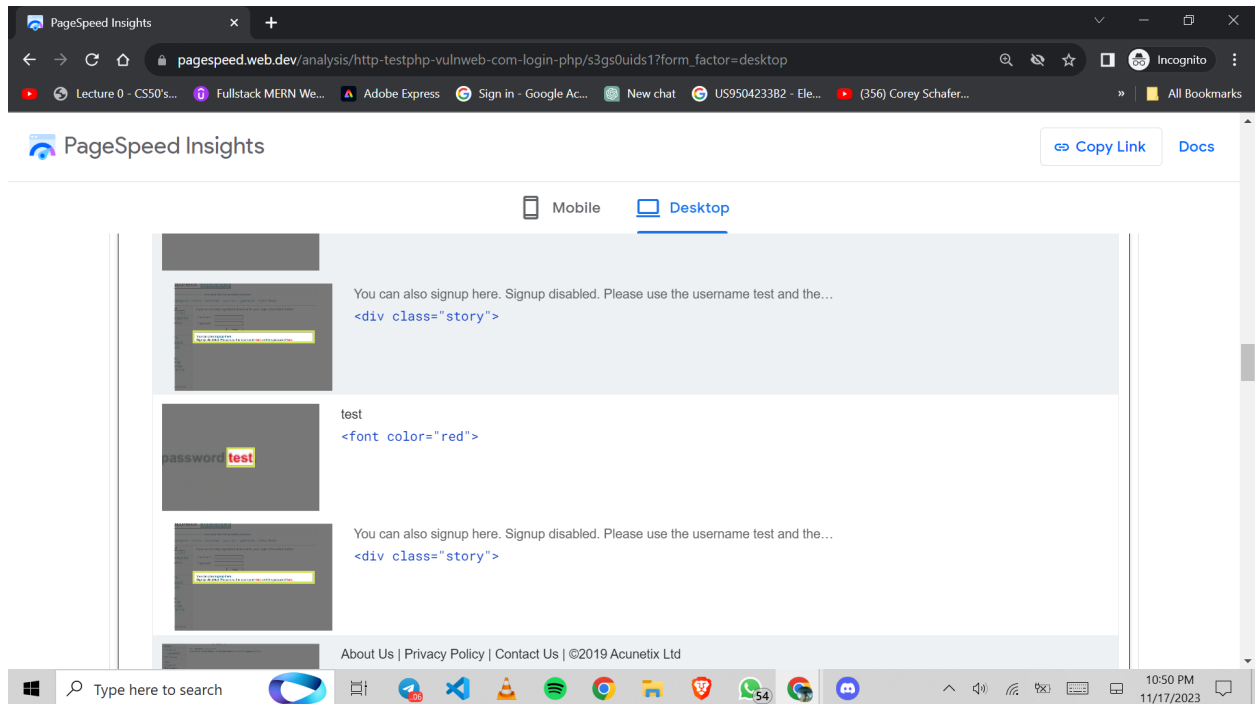 PageSpeed Insights
pagespeed.web.dev/analysis/http-testphp-vulnweb-com-login-php/s3gs0uids1?form_factor=desktop
Incognito
Lecture 0 - CS50's...
Fullstack MERN We...
Adobe Express
Sign in - Google Ac...
New chat
US9504233B2 - Ele...
(356) Corey Schafer...
»
All Bookmarks
PageSpeed Insights
Copy Link
Docs
Mobile
Desktop
You can also signup here. Signup disabled. Please use the username test and the…
<div class="story">
test
<font color="red">
password test
You can also signup here. Signup disabled. Please use the username test and the…
<div class="story">
About Us | Privacy Policy | Contact Us | ©2019 Acunetix Ltd
Type here to search
54
10:50 PM
11/17/2023